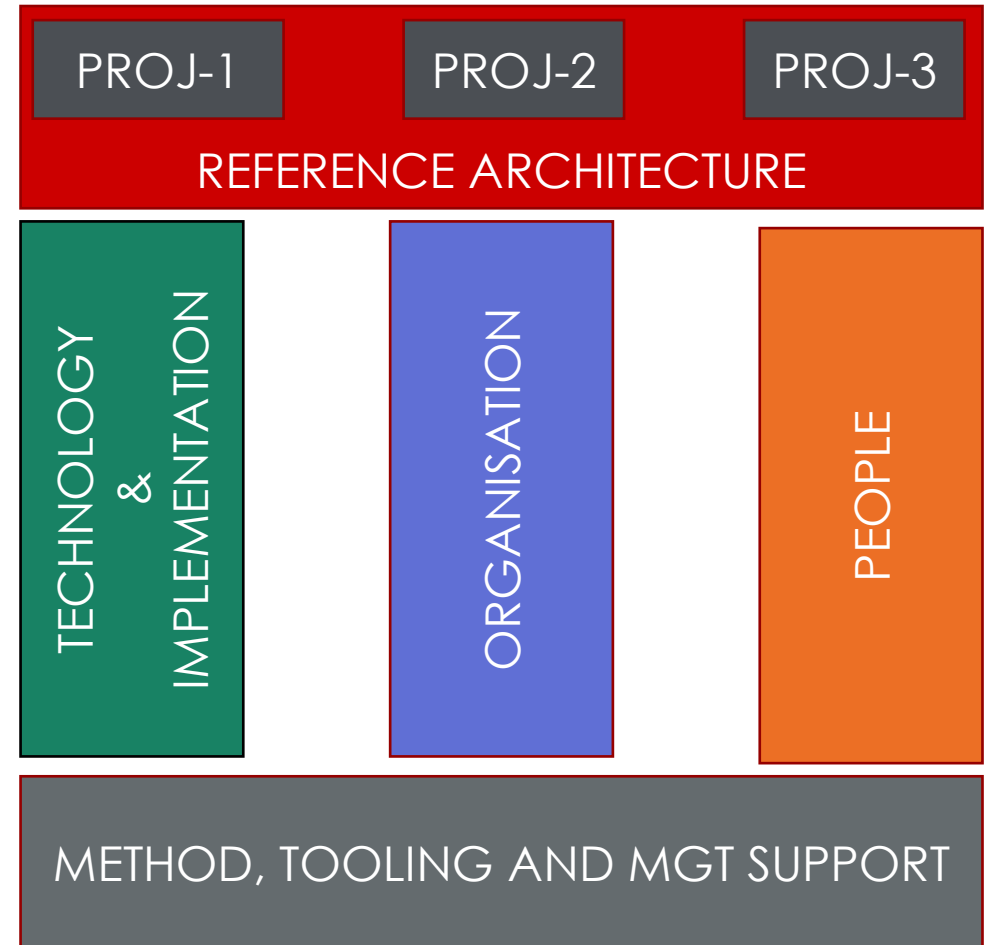 PROJ-1
PROJ-2
PROJ-3
REFERENCE ARCHITECTURE
TECHNOLOGY
&
IMPLEMENTATION
ORGANISATION
PEOPLE
METHOD, TOOLING AND MGT SUPPORT